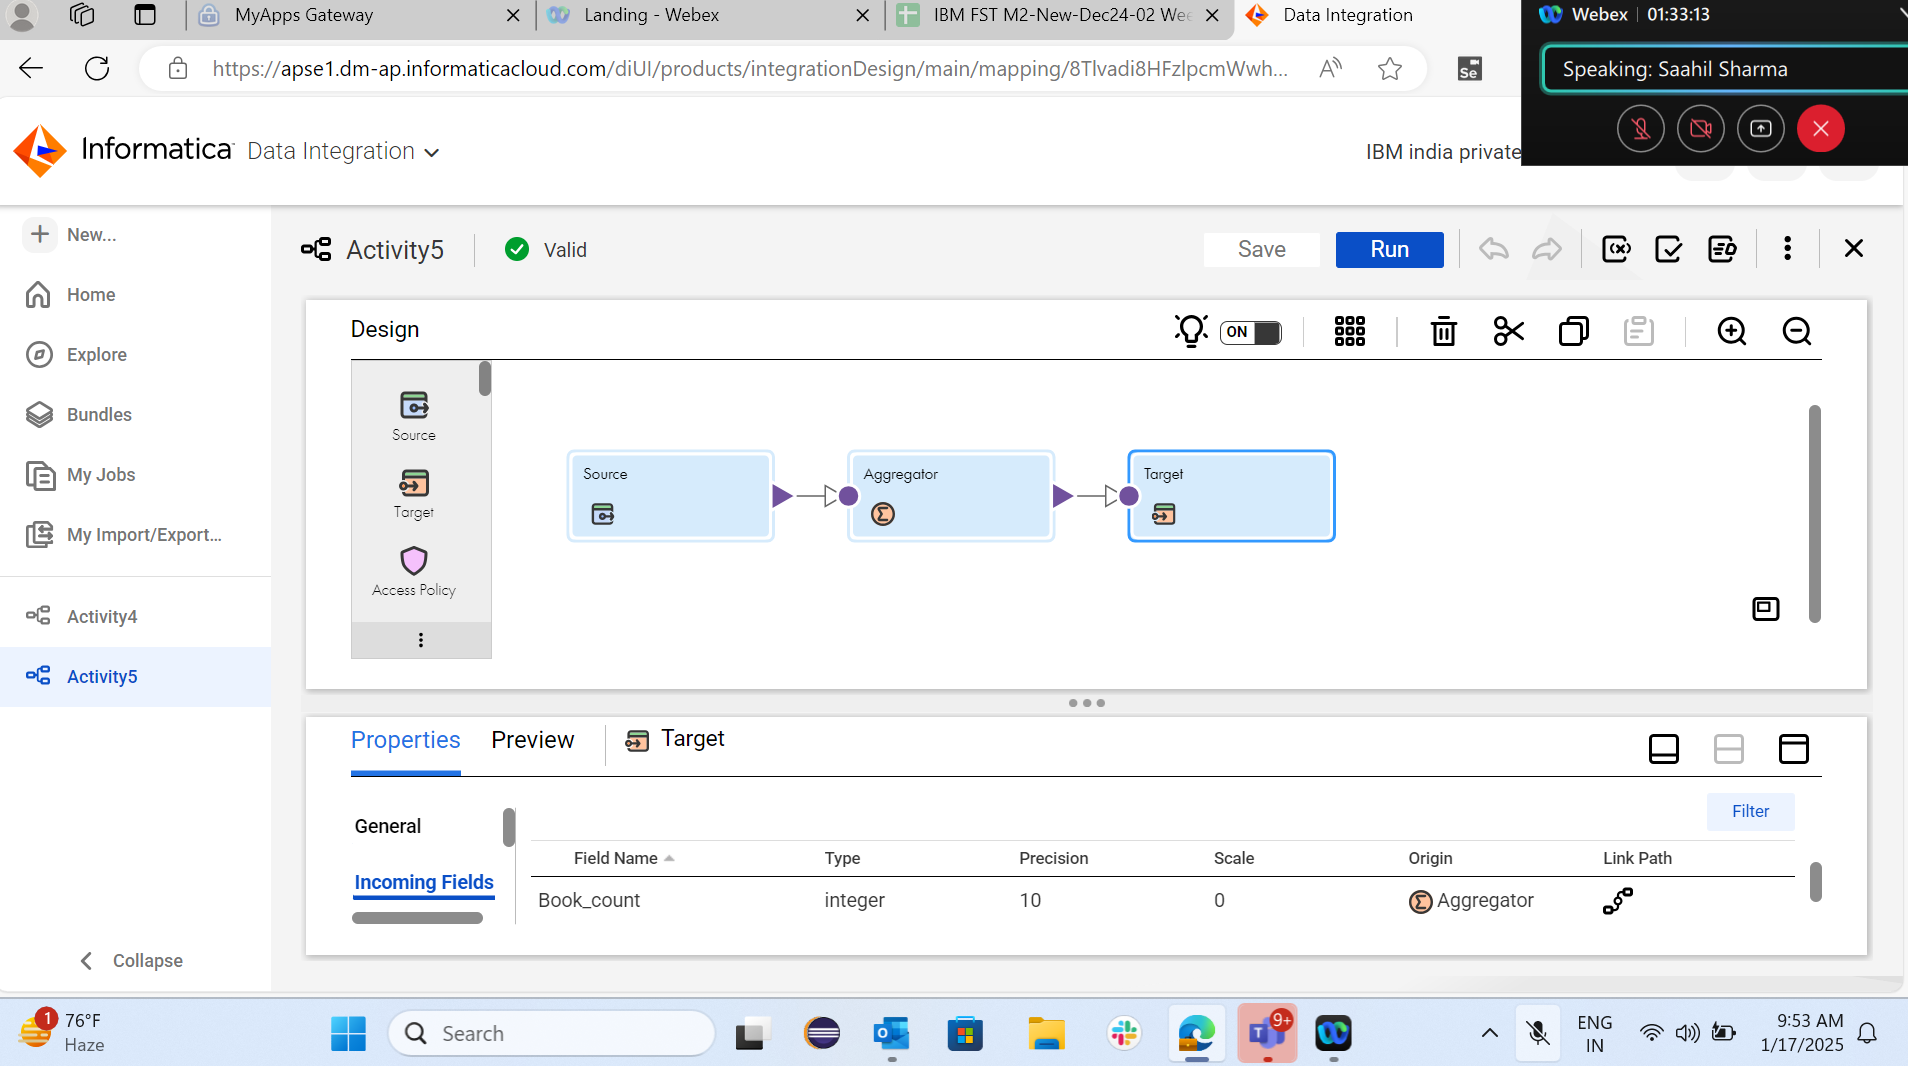 MyApps Gateway
Landing - Webex
IBM FST M2-New-Dec24-02 Wee
Data Integration
Webex
01:33:13
https://apse1.dm-ap.informaticacloud.com/diUI/products/integrationDesign/main/mapping/8Tlvadi8HFzlpcmWwh...
Speaking: Saahil Sharma
Informatica
Data Integration
IBM india private
New...
Home
Explore
Bundles
My Jobs
My Import/Export...
Activity4
Activity5
Collapse
Activity5
Valid
Save
Run
Design
ON
Source
Target
Access Policy
Source
Aggregator
Target
Properties
Preview
Target
General
Incoming Fields
Filter
Field Name
Type
Precision
Scale
Origin
Link Path
Book_count
integer
10
0
Aggregator
1
76°F
Haze
Search
9+
ENG
IN
9:53 AM
1/17/2025